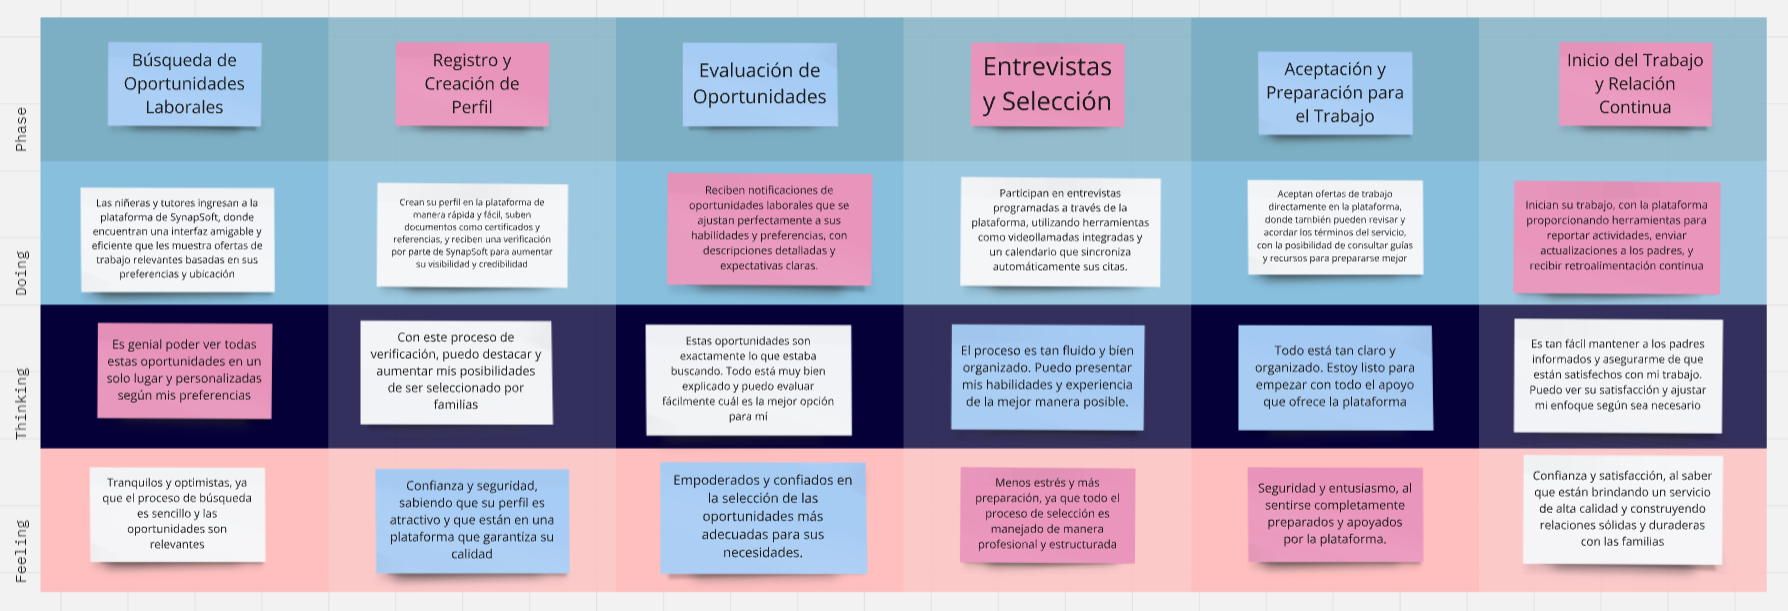 Phase
Búsqueda de
Oportunidades
Laborales
Registro y
Creación de
Perfil
Evaluación de
Oportunidades
Entrevistas
y Selección
Aceptación y
Preparación para
el Trabajo
Inicio del Trabajo
y Relación
Continua
Doing
Las niñeras y tutores ingresan a la
plataforma de SynapSoft, donde
encuentran una interfaz amigable y
eficiente que les muestra ofertas de
trabajo relevantes basadas en sus
preferencias y ubicación
Crean su perfil en la plataforma de
manera rápida y fácil, suben
documentos como certificados y
referencias, y reciben una verificación
por parte de SynapSoft para aumentar
su visibilidad y credibilidad
Reciben notificaciones de
oportunidades laborales que se
ajustan perfectamente a sus
habilidades y preferencias, con
descripciones detalladas y
expectativas claras.
Participan en entrevistas
programadas a través de la
plataforma, utilizando herramientas
como videollamadas integradas y
un calendario que sincroniza
automáticamente sus citas.
Aceptan ofertas de trabajo
directamente en la plataforma,
donde también pueden revisar y
acordar los términos del servicio,
con la posibilidad de consultar guías
y recursos para prepararse mejor
Inician su trabajo, con la plataforma
proporcionando herramientas para
reportar actividades, enviar
actualizaciones a los padres, y
recibir retroalimentación continua
Thinking
Es genial poder ver todas
estas oportunidades en un
solo lugar y personalizadas
según mis preferencias
Con este proceso de
verificación, puedo destacar y
aumentar mis posibilidades
de ser seleccionado por
familias
Estas oportunidades son
exactamente lo que estaba
buscando. Todo está muy bien
explicado y puedo evaluar
fácilmente cuál es la mejor opción
para mí
El proceso es tan fluido y bien
organizado. Puedo presentar
mis habilidades y experiencia
de la mejor manera posible.
Todo está tan claro y
organizado. Estoy listo para
empezar con todo el apoyo
que ofrece la plataforma
Es tan fácil mantener a los padres
informados y asegurarme de que
están satisfechos con mi trabajo.
Puedo ver su satisfacción y ajustar
mi enfoque según sea necesario
Feeling
Tranquilos y optimistas, ya
que el proceso de búsqueda
es sencillo y las
oportunidades son
relevantes
Confianza y seguridad,
sabiendo que su perfil es
atractivo y que están en una
plataforma que garantiza su
calidad
Empoderados y confiados en
la selección de las
oportunidades más
adecuadas para sus
necesidades.
Menos estrés y más
preparación, ya que todo el
proceso de selección es
manejado de manera
profesional y estructurada
Seguridad y entusiasmo, al
sentirse completamente
preparados y apoyados
por la plataforma.
Confianza y satisfacción, al saber
que están brindando un servicio
de alta calidad y construyendo
relaciones sólidas y duraderas
con las familias